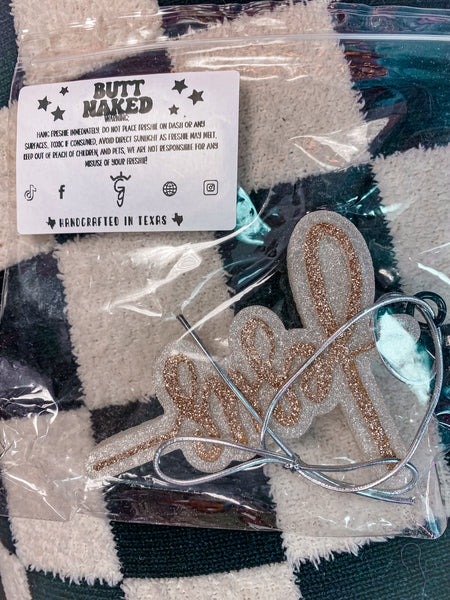 BUTT
NAKED
WARNING:
HANG FRESHIE IMMEDIATELY, DO NOT PLACE FRESHIE ON DASH OR ANY
SURFACES, TOXIC IF CONSUMED, AVOID DIRECT SUNLIGHT AS FRESHIE MAY MELT,
KEEP OUT OF REACH OF CHILDREN, AND PETS, WE ARE NOT RESPONSIBLE FOR ANY
MISUSE OF YOUR FRESHIE!
HANDCRAFTED IN TEXAS